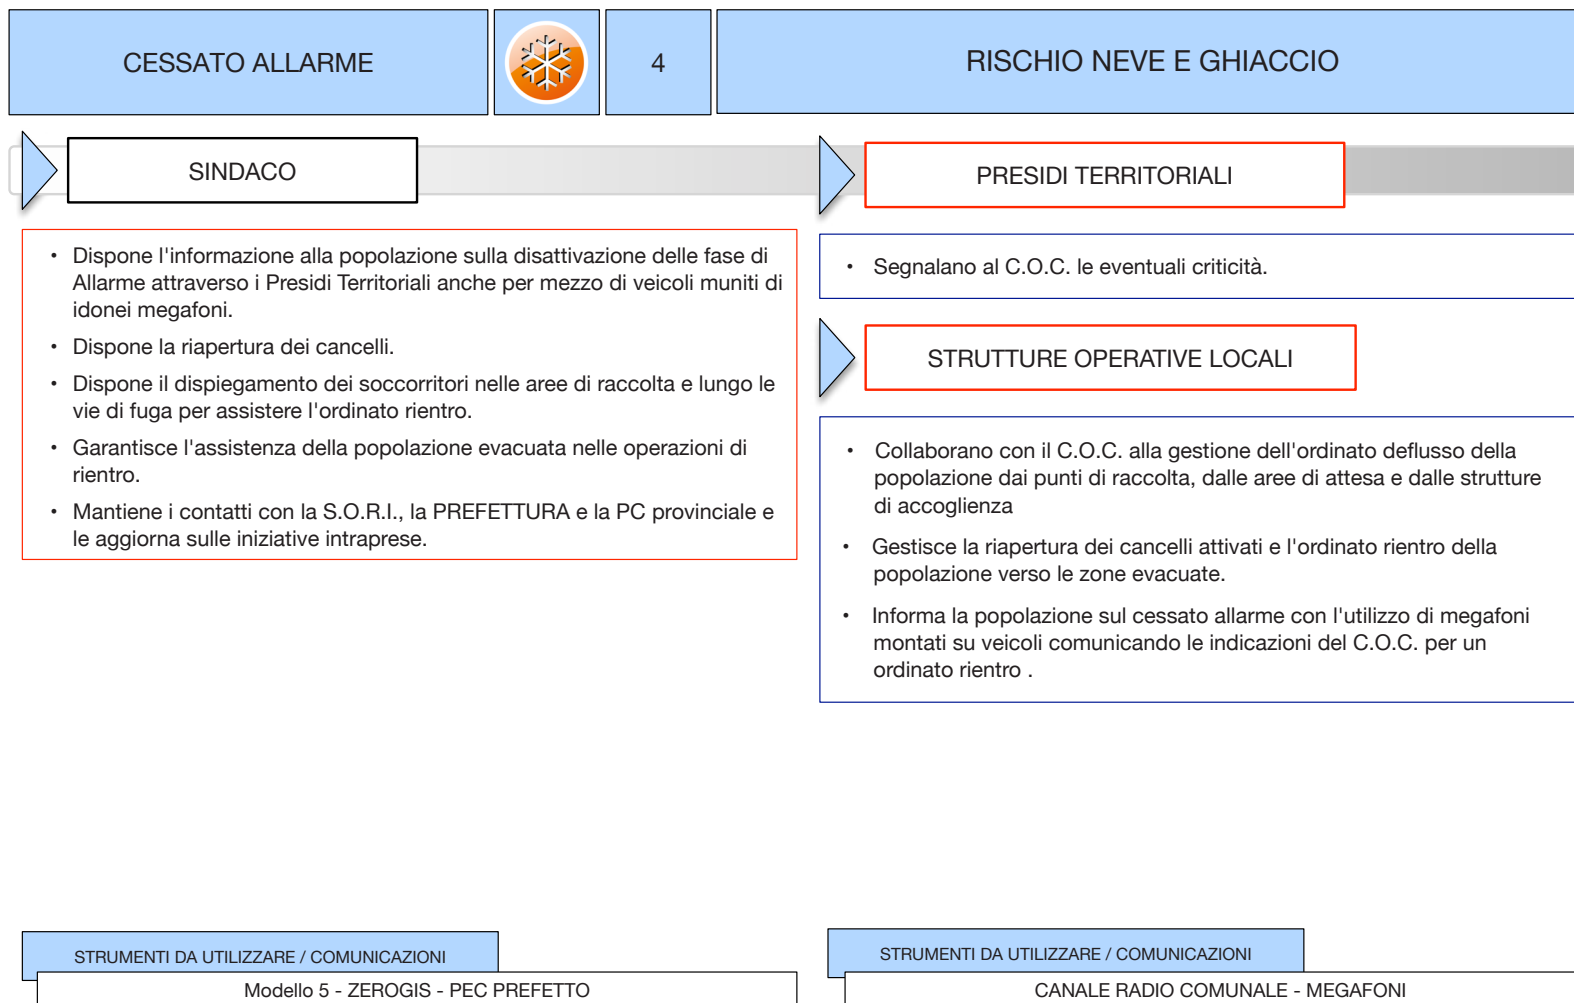 CESSATO ALLARME
4
RISCHIO NEVE E GHIACCIO
SINDACO
• Dispone l'informazione alla popolazione sulla disattivazione delle fase di
Allarme attraverso i Presidi Territoriali anche per mezzo di veicoli muniti di
idonei megafoni.
• Dispone la riapertura dei cancelli.
• Dispone il dispiegamento dei soccorritori nelle aree di raccolta e lungo le
vie di fuga per assistere l'ordinato rientro.
• Garantisce l'assistenza della popolazione evacuata nelle operazioni di
rientro.
• Mantiene i contatti con la S.O.R.I., la PREFETTURA e la PC provinciale e
le aggiorna sulle iniziative intraprese.
PRESIDI TERRITORIALI
• Segnalano al C.O.C. le eventuali criticità.
STRUTTURE OPERATIVE LOCALI
• Collaborano con il C.O.C. alla gestione dell'ordinato deflusso della
popolazione dai punti di raccolta, dalle aree di attesa e dalle strutture
di accoglienza
• Gestisce la riapertura dei cancelli attivati e l'ordinato rientro della
popolazione verso le zone evacuate.
• Informa la popolazione sul cessato allarme con l'utilizzo di megafoni
montati su veicoli comunicando le indicazioni del C.O.C. per un
ordinato rientro .
STRUMENTI DA UTILIZZARE / COMUNICAZIONI
Modello 5 - ZEROGIS - PEC PREFETTO
STRUMENTI DA UTILIZZARE / COMUNICAZIONI
CANALE RADIO COMUNALE - MEGAFONI